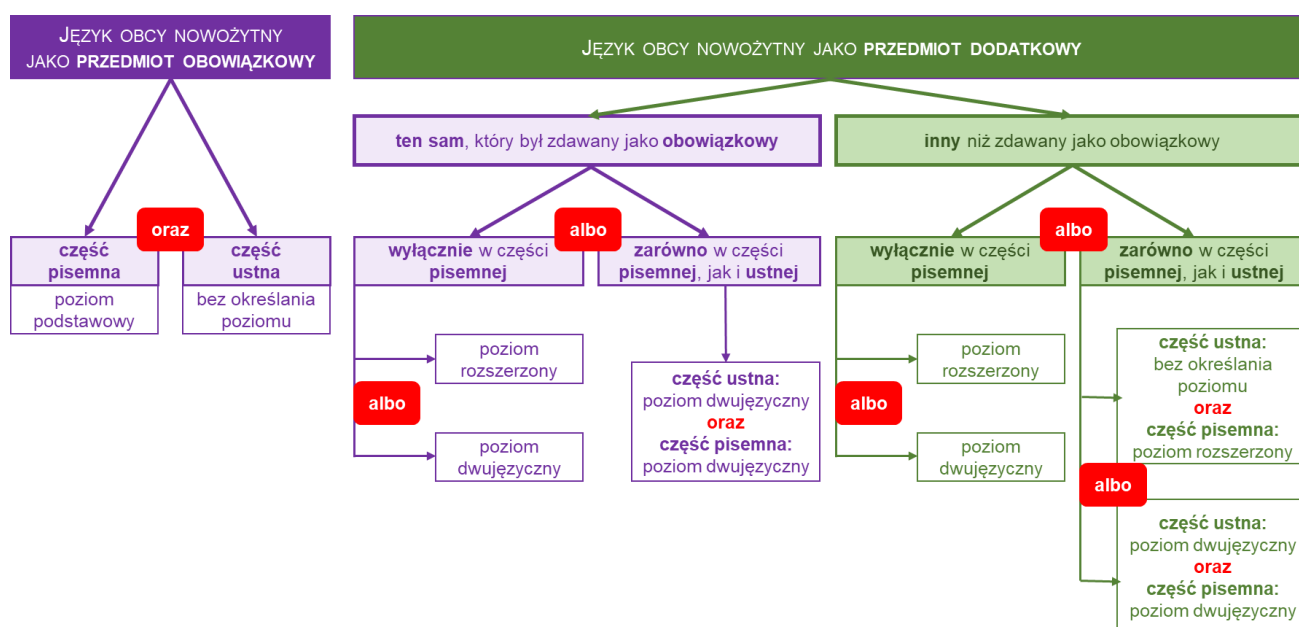 JĘZYK OBCY NOWOŻYTNY
JAKO PRZEDMIOT OBOWIĄZKOWY
część
pisemna
poziom
podstawowy
oraz
część
ustna
bez określania
poziomu
JĘZYK OBCY NOWOŻYTNY JAKO PRZEDMIOT DODATKOWY
ten sam, który był zdawany jako obowiązkowy
wyłącznie w części
pisemnej
albo
zarówno w części
pisemnej, jak i ustnej
poziom
rozszerzony
albo
poziom
dwujęzyczny
część ustna:
poziom dwujęzyczny
oraz
część pisemna:
poziom dwujęzyczny
inny niż zdawany jako obowiązkowy
wyłącznie w części
pisemnej
albo
zarówno w części
pisemnej, jak i ustnej
poziom
rozszerzony
albo
poziom
dwujęzyczny
część ustna:
bez określania
poziomu
oraz
część pisemna:
poziom rozszerzony
albo
część ustna:
poziom dwujęzyczny
oraz
część pisemna:
poziom dwujęzyczny